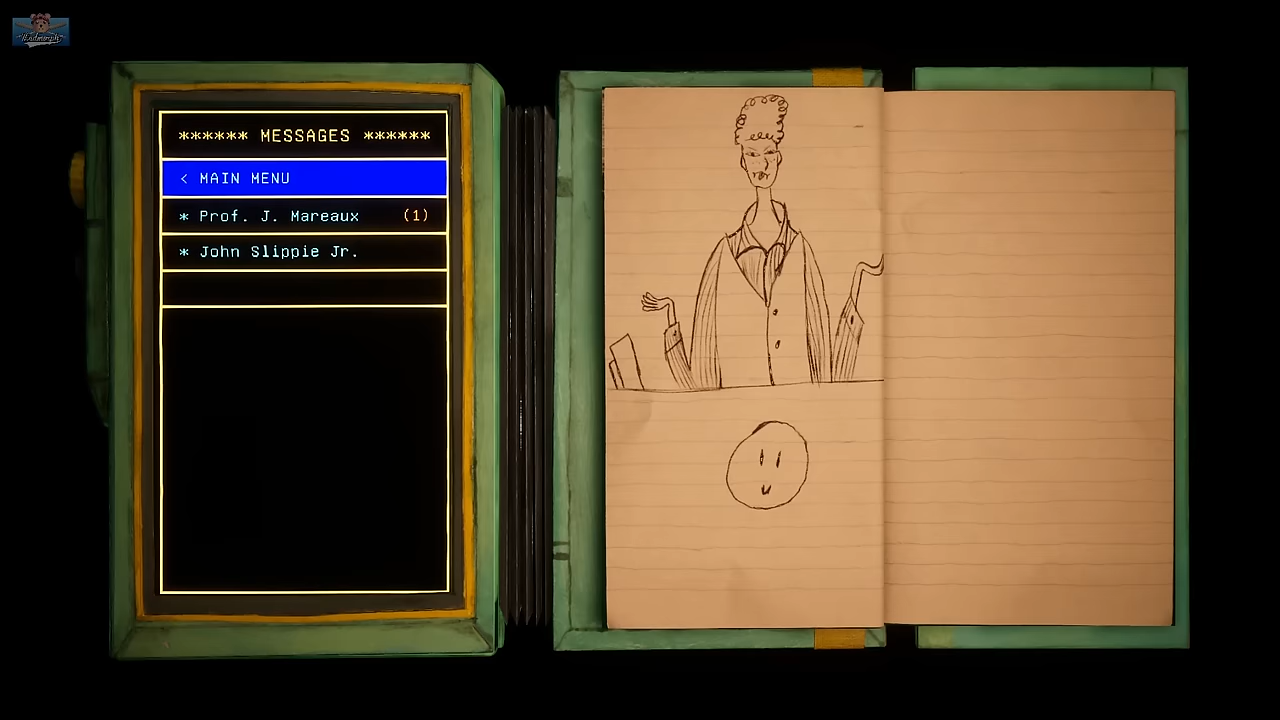 ****** MESSAGES ******
< MAIN MENU
* Prof. J. Mareaux (1)
* John Slippie Jr.